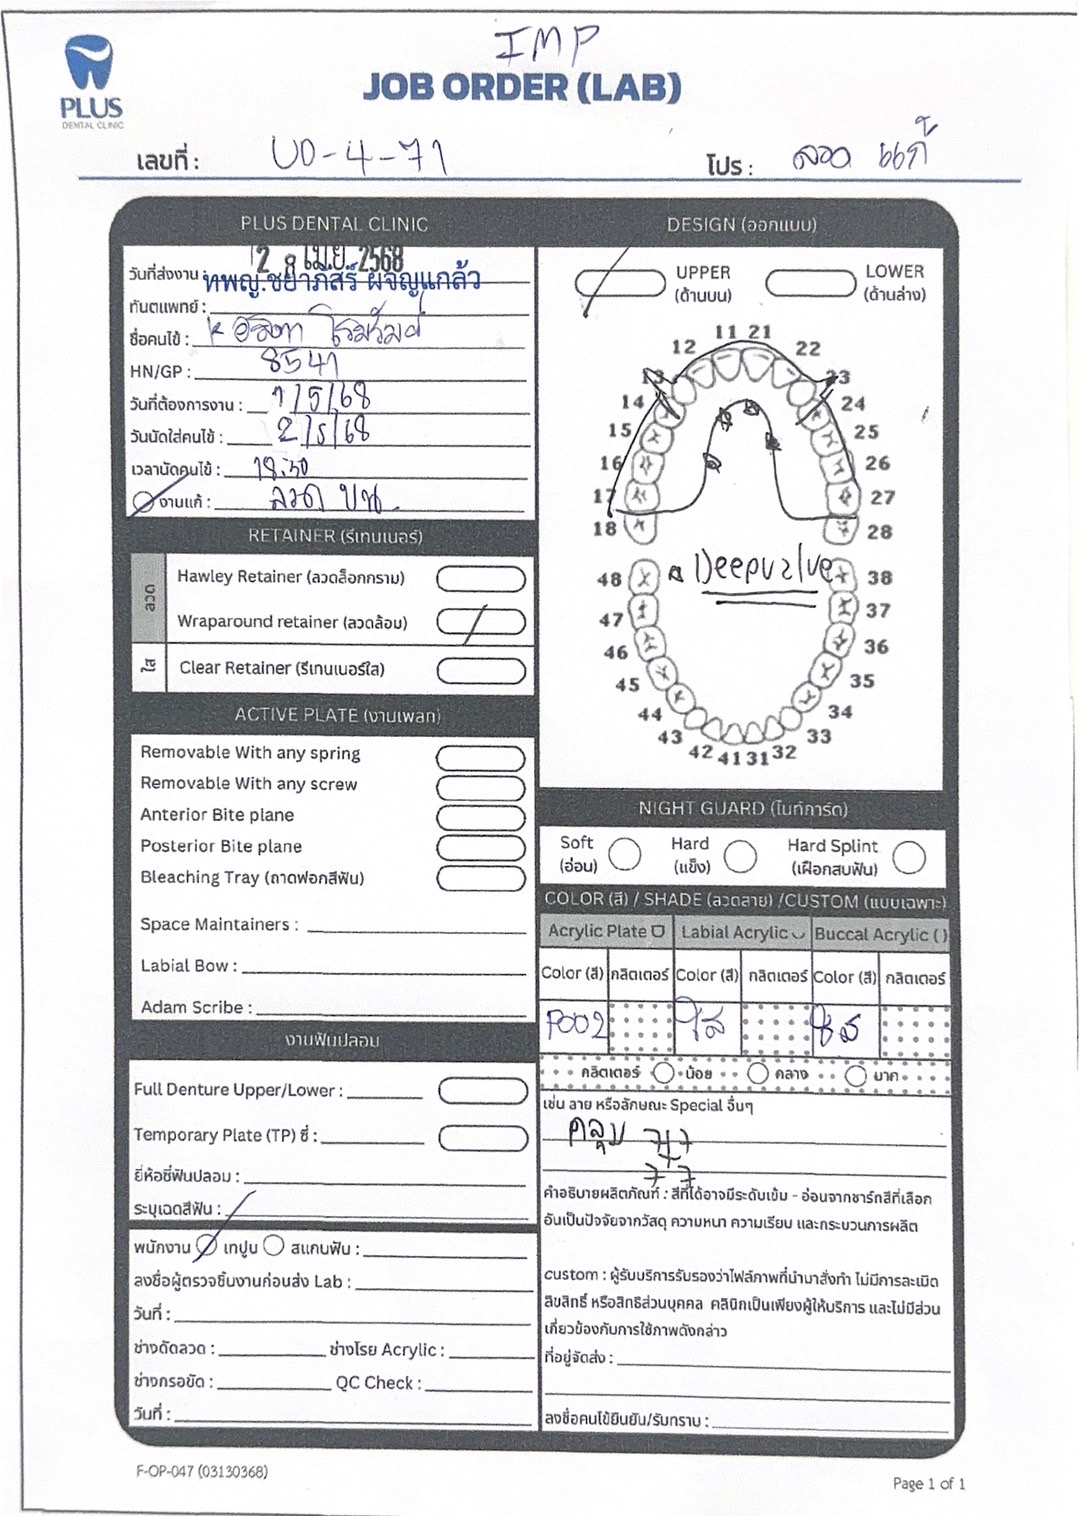 IMP
PLUS
DENTAL CLINIC
JOB ORDER (LAB)
เลขที่ : UD-4-71
โปร : ลวด แก้
PLUS DENTAL CLINIC
วันที่ส่งงาน : 28 เม.ย. 2568
ทันตแพทย์ : ทพญ.ชยาภิสร์ ผจญแกล้ว
ชื่อคนไข้ : K
HN/GP : 8541
วันที่ต้องการงาน : 1/5/68
วันนัดใส่คนไข้ : 2/5/68
เวลานัดคนไข้ : 18.30
งานแก้ : ลวด บน
RETAINER (รีเทนเนอร์)
ลวด
Hawley Retainer (ลวดล็อกกราม)
Wraparound retainer (ลวดล้อม)
ใส
Clear Retainer (รีเทนเนอร์ใส)
ACTIVE PLATE (งานเพลท)
Removable With any spring
Removable With any screw
Anterior Bite plane
Posterior Bite plane
Bleaching Tray (ถาดฟอกสีฟัน)
Space Maintainers :
Labial Bow :
Adam Scribe :
งานฟันปลอม
Full Denture Upper/Lower :
Temporary Plate (TP) ซี่ :
ยี่ห้อซี่ฟันปลอม :
ระบุเฉดสีฟัน :
พนักงาน เทปูน สแกนฟัน :
ลงชื่อผู้ตรวจชิ้นงานก่อนส่ง Lab :
วันที่ :
ช่างดัดลวด : ช่างโรย Acrylic :
ช่างกรอขัด : QC Check :
วันที่ :
DESIGN (ออกแบบ)
UPPER (ด้านบน)
LOWER (ด้านล่าง)
11 21
12 22
13 23
14 24
15 25
16 26
17 27
18 28
48 Deepvalve 38
47 37
46 36
45 35
44 34
43 33
42 41 31 32
NIGHT GUARD (ไนท์การ์ด)
Soft (อ่อน)
Hard (แข็ง)
Hard Splint (เฝือกสบฟัน)
COLOR (สี) / SHADE (ลวดลาย) /CUSTOM (แบบเฉพาะ)
Acrylic Plate Labial Acrylic Buccal Acrylic ( )
Color (สี) กลิตเตอร์ Color (สี) กลิตเตอร์ Color (สี) กลิตเตอร์
P002 ใส ใส
กลิตเตอร์ น้อย กลาง มาก
เช่น ลาย หรือลักษณะ Special อื่นๆ
คลุม 7+7
7 7
คำอธิบายผลิตภัณฑ์ : สีที่ได้อาจมีระดับเข้ม - อ่อนจากชาร์ทสีที่เลือก
อันเป็นปัจจัยจากวัสดุ ความหนา ความเรียบ และกระบวนการผลิต
custom : ผู้รับบริการรับรองว่าไฟล์ภาพที่นำมาสั่งทำ ไม่มีการละเมิด
ลิขสิทธิ์ หรือสิทธิส่วนบุคคล คลินิกเป็นเพียงผู้ให้บริการ และไม่มีส่วน
เกี่ยวข้องกับการใช้ภาพดังกล่าว
ที่อยู่จัดส่ง :
ลงชื่อคนไข้ยืนยัน/รับทราบ :
F-OP-047 (03130368)
Page 1 of 1